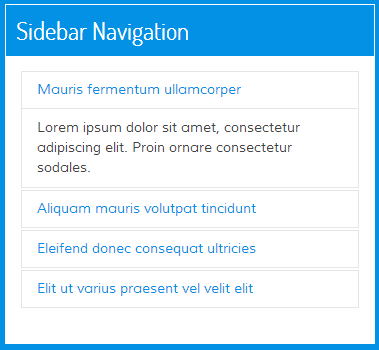 Sidebar Navigation
Mauris fermentum ullamcorper
Lorem ipsum dolor sit amet, consectetur
adipiscing elit. Proin ornare consectetur
sodales.
Aliquam mauris volutpat tincidunt
Eleifend donec consequat ultricies
Elit ut varius praesent vel velit elit